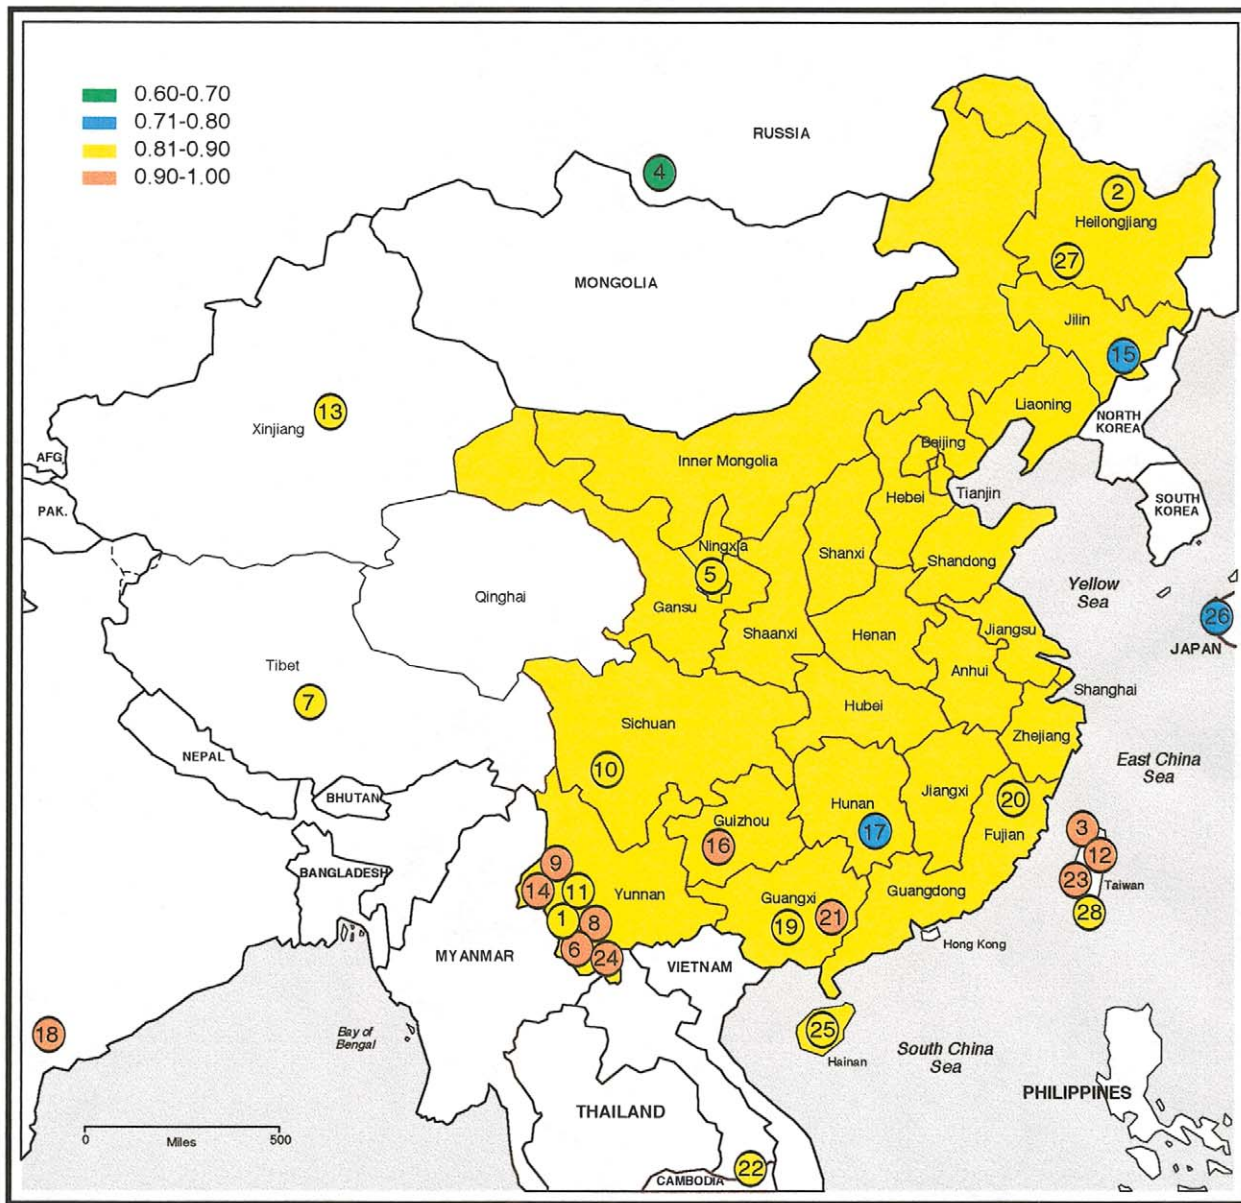 0.60-0.70
0.71-0.80
0.81-0.90
0.90-1.00
RUSSIA
4
2
Heilongjiang
27
MONGOLIA
Jilin
15
13
Xinjiang
Liaoning
NORTH
KOREA
AFG.
Inner Mongolia
Beijing
Hebei
Tianjin
PAK.
SOUTH
KOREA
Ningxia
Shanxi
Shandong
5
Qinghai
Gansu
Yellow
Sea
26
Shaanxi
Henan
Jiangsu
JAPAN
Tibet
Anhui
7
Shanghai
Sichuan
Hubei
Zhejiang
NEPAL
East China
Sea
10
BHUTAN
Hunan
Jiangxi
20
Guizhou
17
Fujian
3
16
12
9
BANGLADESH
23
Taiwan
14
11
Yunnan
Guangxi
Guangdong
28
1
8
19
21
Hong Kong
MYANMAR
6
24
VIETNAM
18
Bay of
Bengal
25
Hainan
South China
Sea
PHILIPPINES
THAILAND
0
500
Miles
22
CAMBODIA